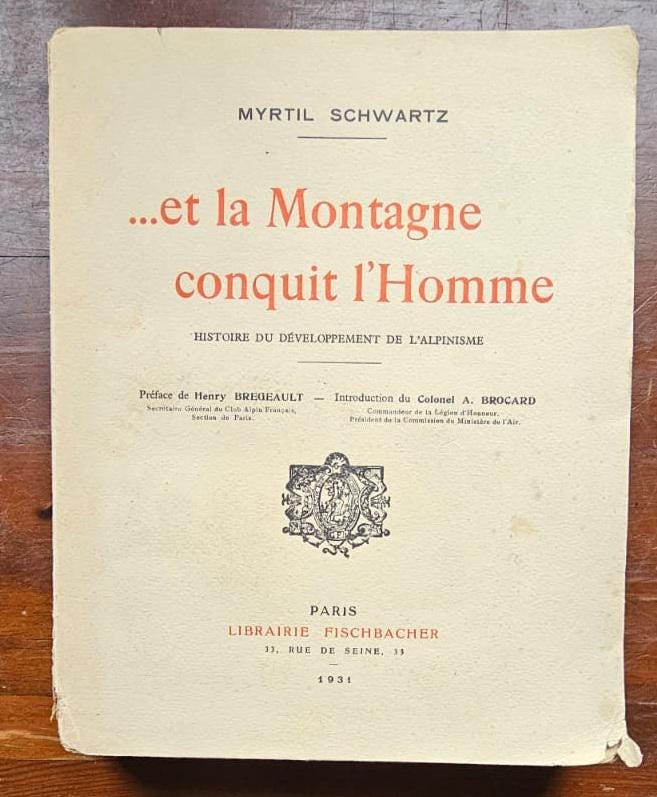 MYRTIL SCHWARTZ
...et la Montagne
conquit l'Homme
HISTOIRE DU DÉVELOPPEMENT DE L'ALPINISME
Préface de Henry BREGEAULT — Introduction du Colonel A. BROCARD
Secrétaire Général du Club Alpin Français, Commandeur de la Légion d'Honneur,
Section de Paris. Président de la Commission du Ministère de l'Air.
PARIS
LIBRAIRIE FISCHBACHER
33, RUE DE SEINE, 33
1931